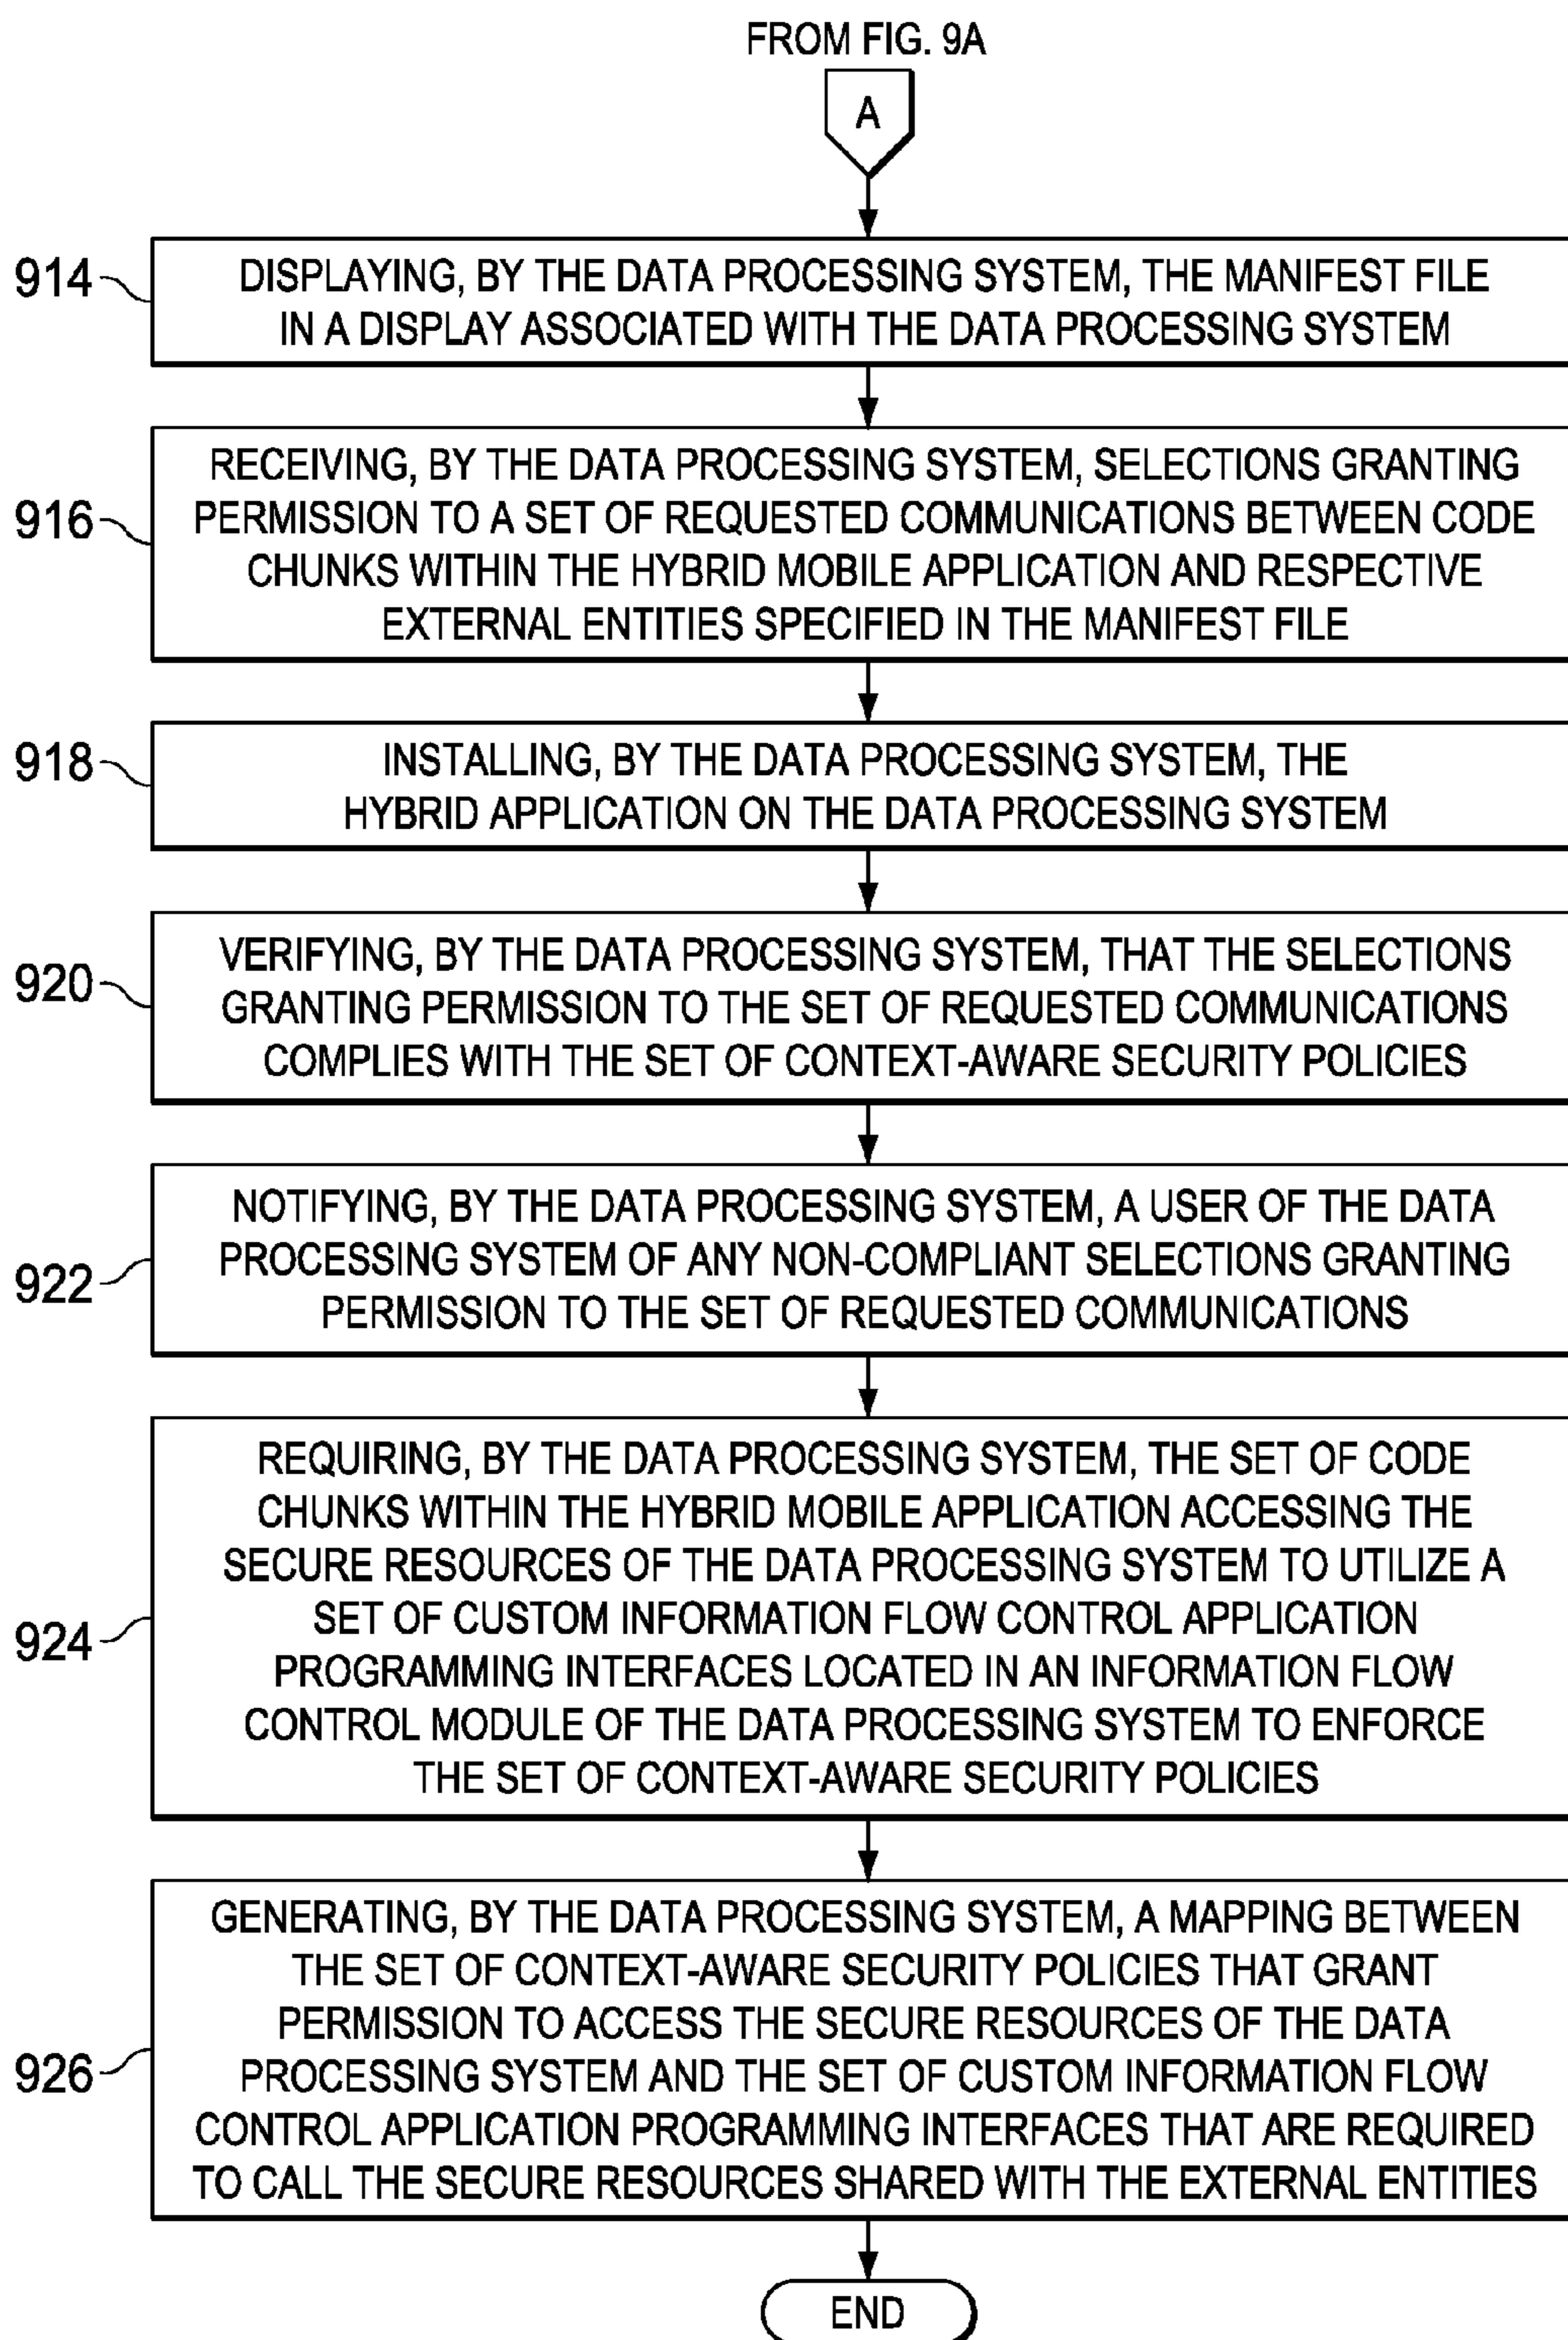 FROM FIG. 9A
A
914
DISPLAYING, BY THE DATA PROCESSING SYSTEM, THE MANIFEST FILE
IN A DISPLAY ASSOCIATED WITH THE DATA PROCESSING SYSTEM
916
RECEIVING, BY THE DATA PROCESSING SYSTEM, SELECTIONS GRANTING
PERMISSION TO A SET OF REQUESTED COMMUNICATIONS BETWEEN CODE
CHUNKS WITHIN THE HYBRID MOBILE APPLICATION AND RESPECTIVE
EXTERNAL ENTITIES SPECIFIED IN THE MANIFEST FILE
918
INSTALLING, BY THE DATA PROCESSING SYSTEM, THE
HYBRID APPLICATION ON THE DATA PROCESSING SYSTEM
920
VERIFYING, BY THE DATA PROCESSING SYSTEM, THAT THE SELECTIONS
GRANTING PERMISSION TO THE SET OF REQUESTED COMMUNICATIONS
COMPLIES WITH THE SET OF CONTEXT-AWARE SECURITY POLICIES
922
NOTIFYING, BY THE DATA PROCESSING SYSTEM, A USER OF THE DATA
PROCESSING SYSTEM OF ANY NON-COMPLIANT SELECTIONS GRANTING
PERMISSION TO THE SET OF REQUESTED COMMUNICATIONS
924
REQUIRING, BY THE DATA PROCESSING SYSTEM, THE SET OF CODE
CHUNKS WITHIN THE HYBRID MOBILE APPLICATION ACCESSING THE
SECURE RESOURCES OF THE DATA PROCESSING SYSTEM TO UTILIZE A
SET OF CUSTOM INFORMATION FLOW CONTROL APPLICATION
PROGRAMMING INTERFACES LOCATED IN AN INFORMATION FLOW
CONTROL MODULE OF THE DATA PROCESSING SYSTEM TO ENFORCE
THE SET OF CONTEXT-AWARE SECURITY POLICIES
926
GENERATING, BY THE DATA PROCESSING SYSTEM, A MAPPING BETWEEN
THE SET OF CONTEXT-AWARE SECURITY POLICIES THAT GRANT
PERMISSION TO ACCESS THE SECURE RESOURCES OF THE DATA
PROCESSING SYSTEM AND THE SET OF CUSTOM INFORMATION FLOW
CONTROL APPLICATION PROGRAMMING INTERFACES THAT ARE REQUIRED
TO CALL THE SECURE RESOURCES SHARED WITH THE EXTERNAL ENTITIES
END